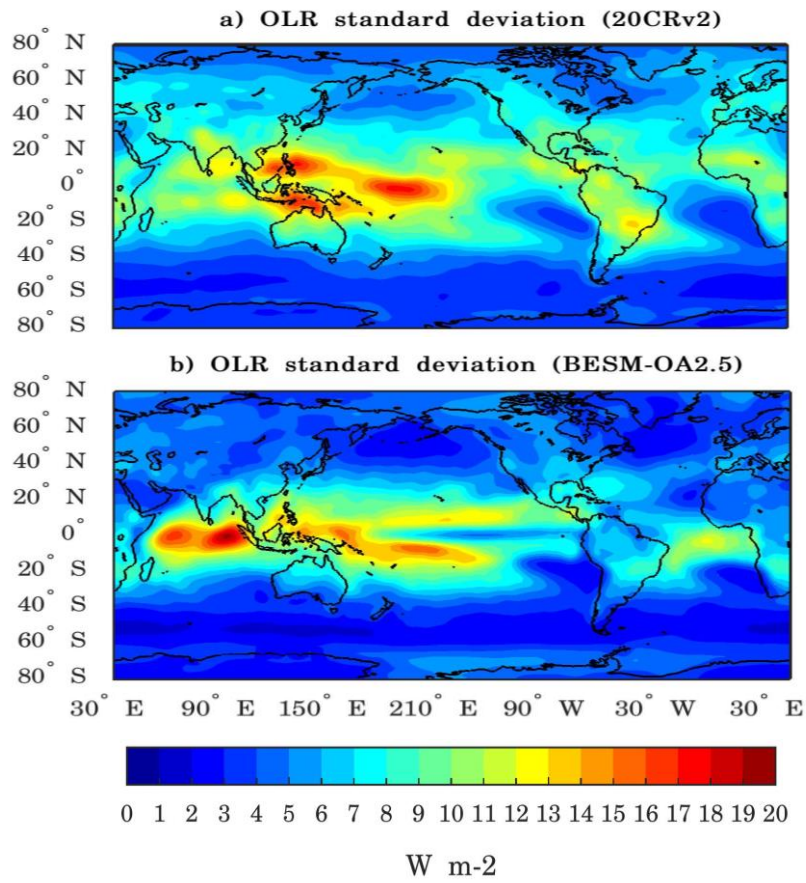 a) OLR standard deviation (20CRv2)
80° N
60° N
40° N
20° N
0°
20° S
40° S
60° S
80° S
b) OLR standard deviation (BESM-OA2.5)
80° N
60° N
40° N
20° N
0°
20° S
40° S
60° S
80° S
30° E 90° E 150° E 210° E 90° W 30° W 30° E
0 1 2 3 4 5 6 7 8 9 10 11 12 13 14 15 16 17 18 19 20
W m-2